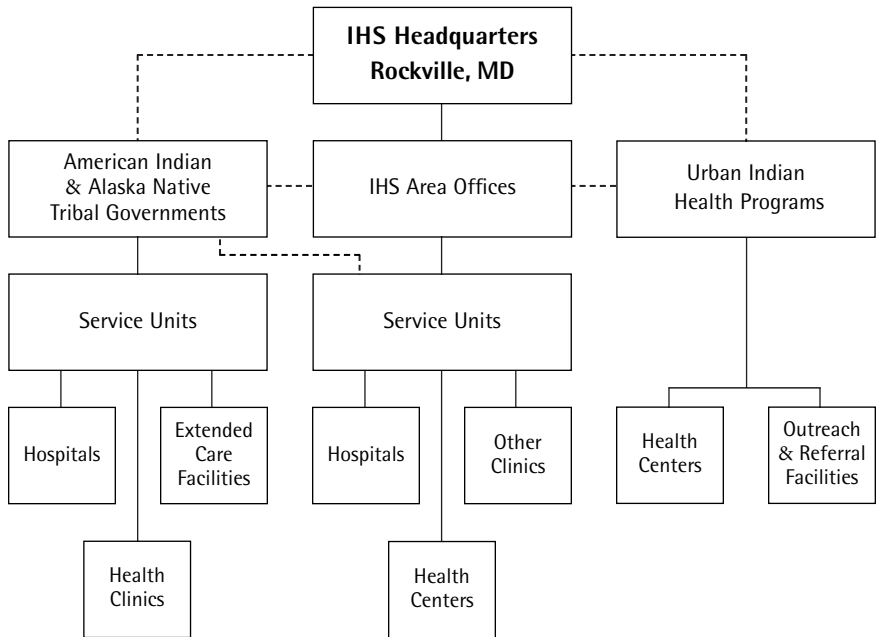 IHS Headquarters
Rockville, MD
American Indian
& Alaska Native
Tribal Governments
IHS Area Offices
Urban Indian
Health Programs
Service Units
Service Units
Hospitals
Extended
Care
Facilities
Hospitals
Other
Clinics
Health
Centers
Outreach
& Referral
Facilities
Health
Clinics
Health
Centers